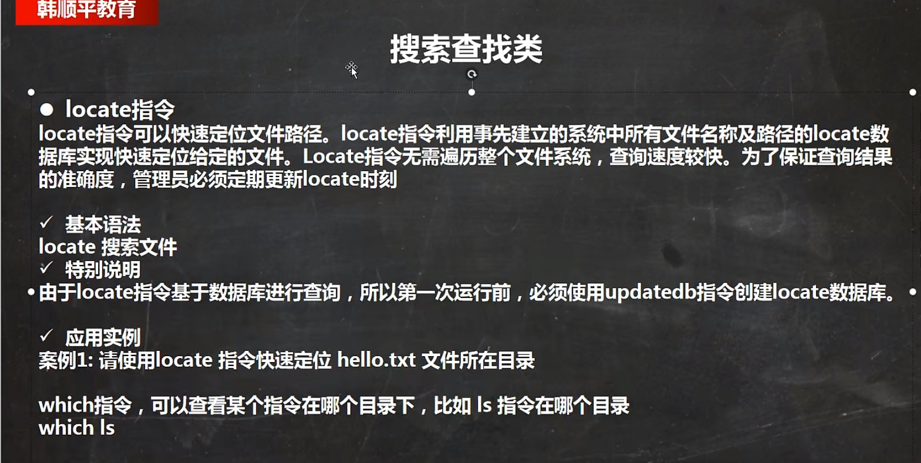 韩顺平教育
搜索查找类
● locate指令
locate指令可以快速定位文件路径。locate指令利用事先建立的系统中所有文件名称及路径的locate数
据库实现快速定位给定的文件。Locate指令无需遍历整个文件系统，查询速度较快。为了保证查询结果
的准确度，管理员必须定期更新locate时刻
✓ 基本语法
locate 搜索文件
✓ 特别说明
由于locate指令基于数据库进行查询，所以第一次运行前，必须使用updatedb指令创建locate数据库。
✓ 应用实例
案例1: 请使用locate 指令快速定位 hello.txt 文件所在目录
which指令，可以查看某个指令在哪个目录下，比如 ls 指令在哪个目录
which ls